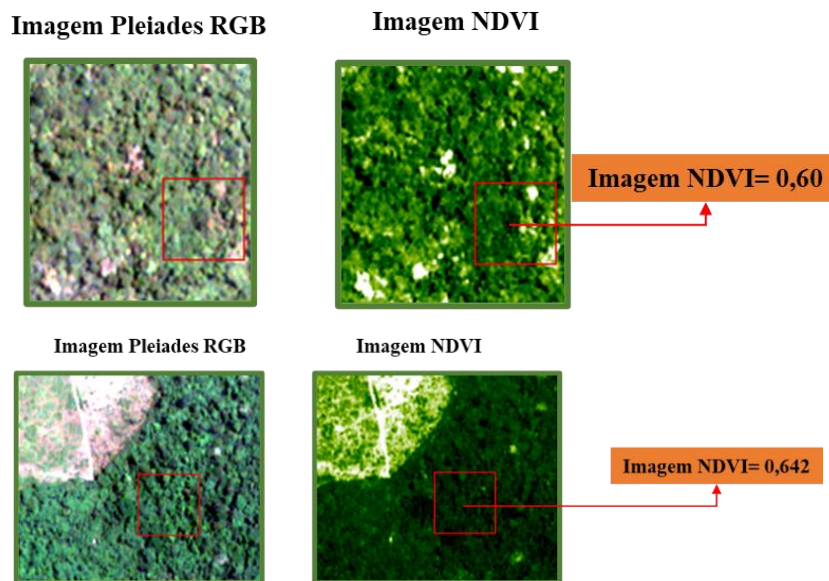 Imagem Pleiades RGB
Imagem NDVI
Imagem NDVI= 0,60
Imagem Pleiades RGB
Imagem NDVI
Imagem NDVI= 0,642